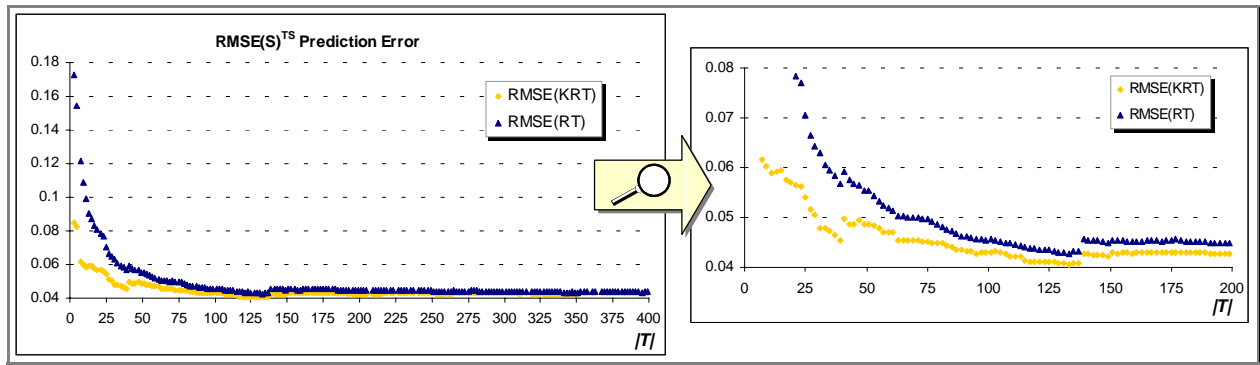 RMSE(S)TS Prediction Error
0.18
0.16
0.14
0.12
0.1
0.08
0.06
0.04
0 25 50 75 100 125 150 175 200 225 250 275 300 325 350 375 400
|T|
RMSE(KRT)
RMSE(RT)
0.08
0.07
0.06
0.05
0.04
0 25 50 75 100 125 150 175 200
|T|
RMSE(KRT)
RMSE(RT)